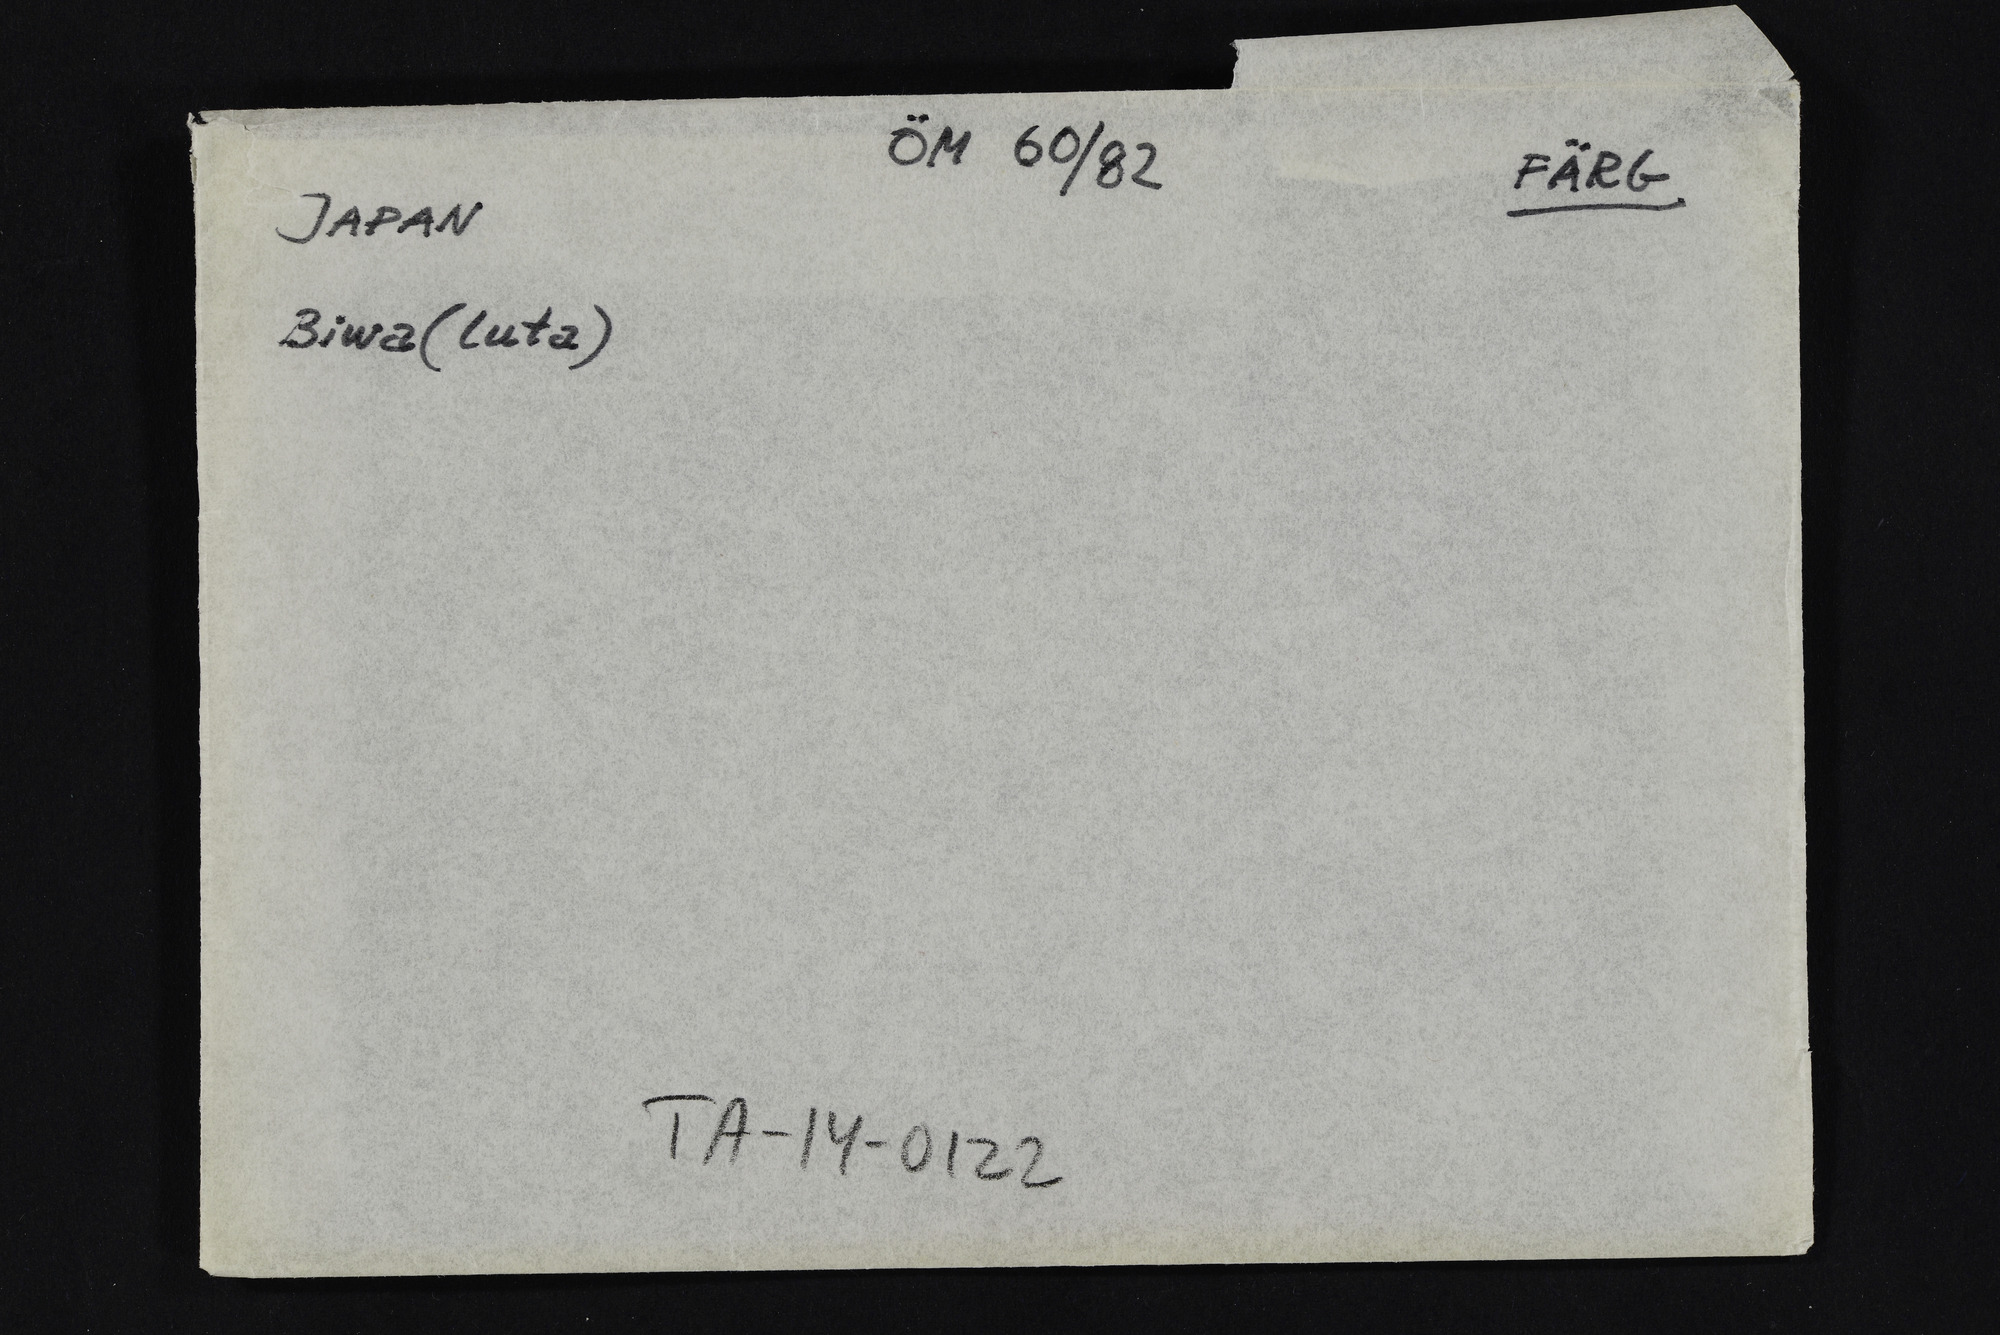 ÖM 60/82
FÄRG
JAPAN
Biwa (luta)
TA-14-0122